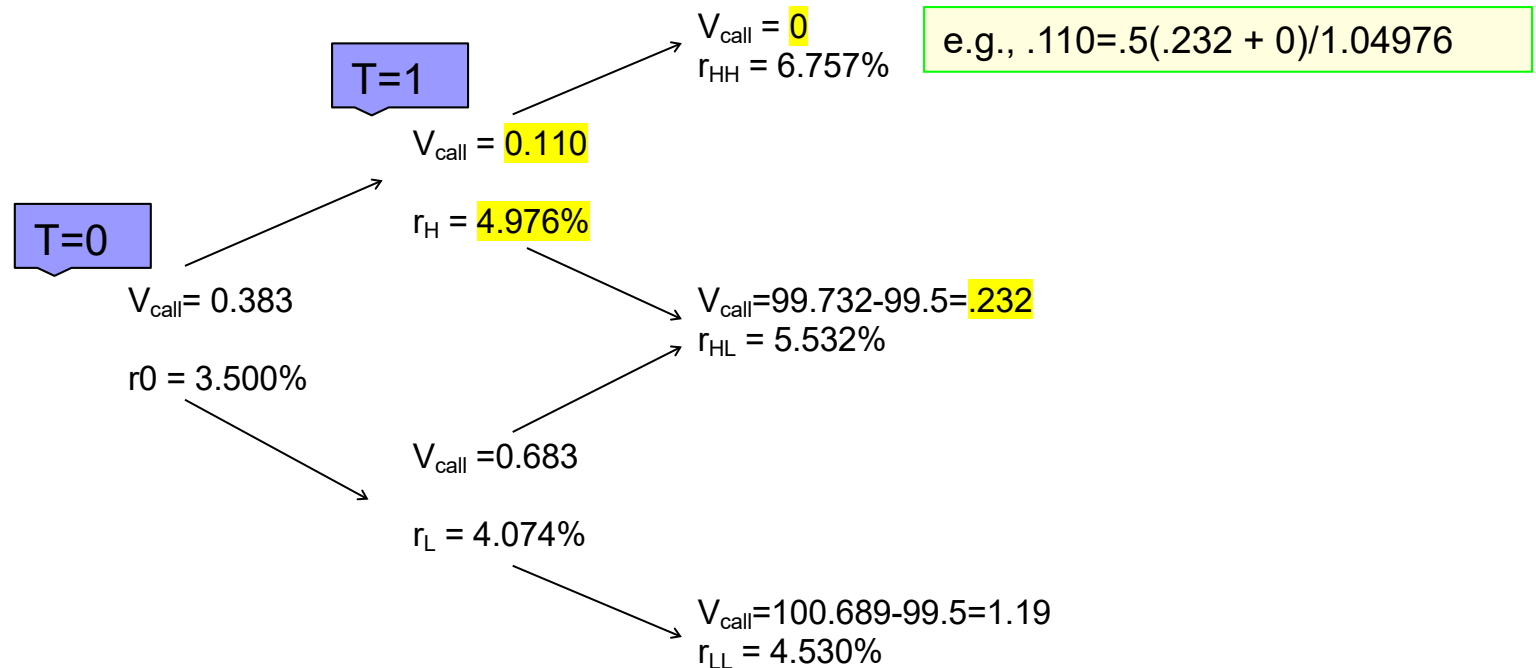 V_call = 0
r_HH = 6.757%
e.g., .110=.5(.232 + 0)/1.04976
T=1
V_call = 0.110
r_H = 4.976%
T=0
V_call= 0.383
r0 = 3.500%
V_call=99.732-99.5=.232
r_HL = 5.532%
V_call =0.683
r_L = 4.074%
V_call=100.689-99.5=1.19
r_LL = 4.530%